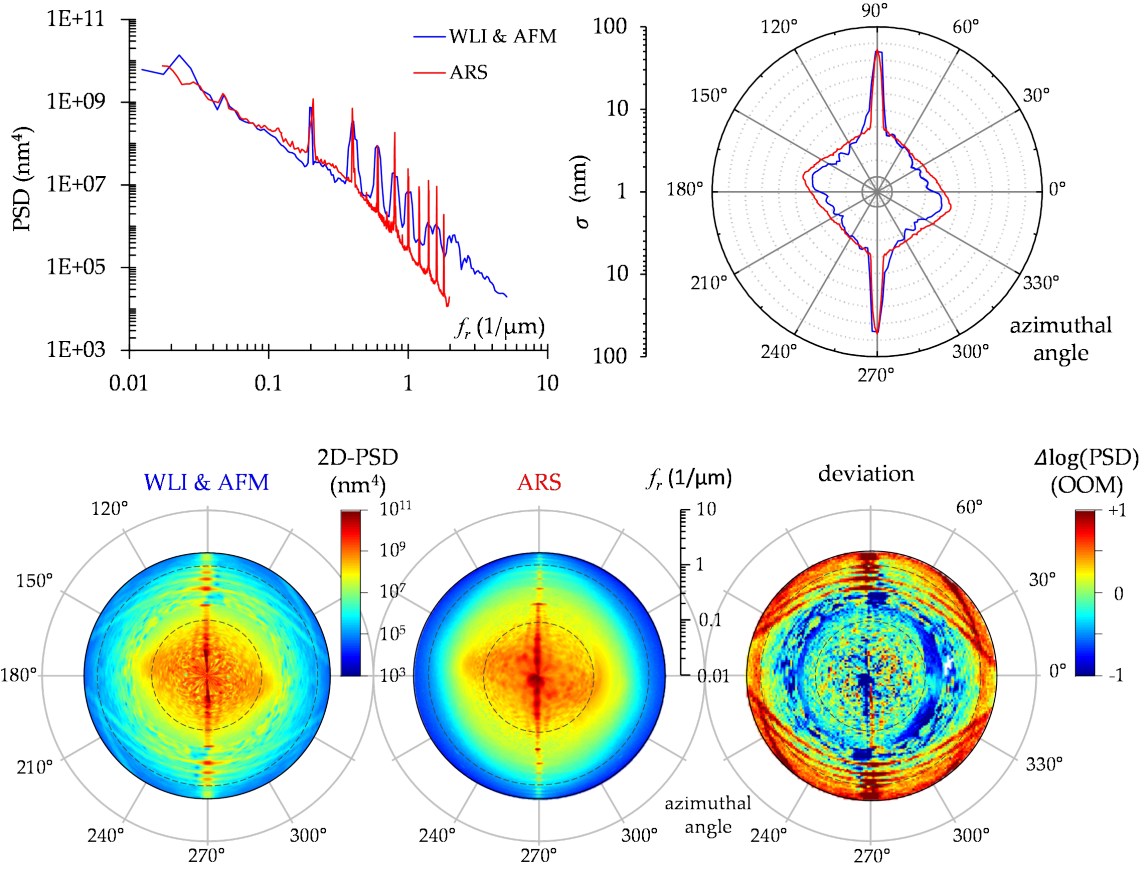 1E+11
1E+09
1E+07
1E+05
1E+03
PSD (nm⁴)
WLI & AFM
ARS
fᵣ (1/µm)
0.01
0.1
1
10
100
10
1
10
100
σ (nm)
90°
120°
60°
150°
30°
180°
0°
210°
330°
240°
300°
270°
azimuthal
angle
WLI & AFM
2D-PSD
(nm⁴)
10¹¹
10⁹
10⁷
10⁵
10³
120°
150°
180°
210°
240°
270°
300°
ARS
fᵣ (1/µm)
10
1
0.1
0.01
240°
270°
300°
azimuthal
angle
deviation
Δlog(PSD)
(OOM)
+1
0
-1
60°
30°
0°
330°
240°
270°
300°